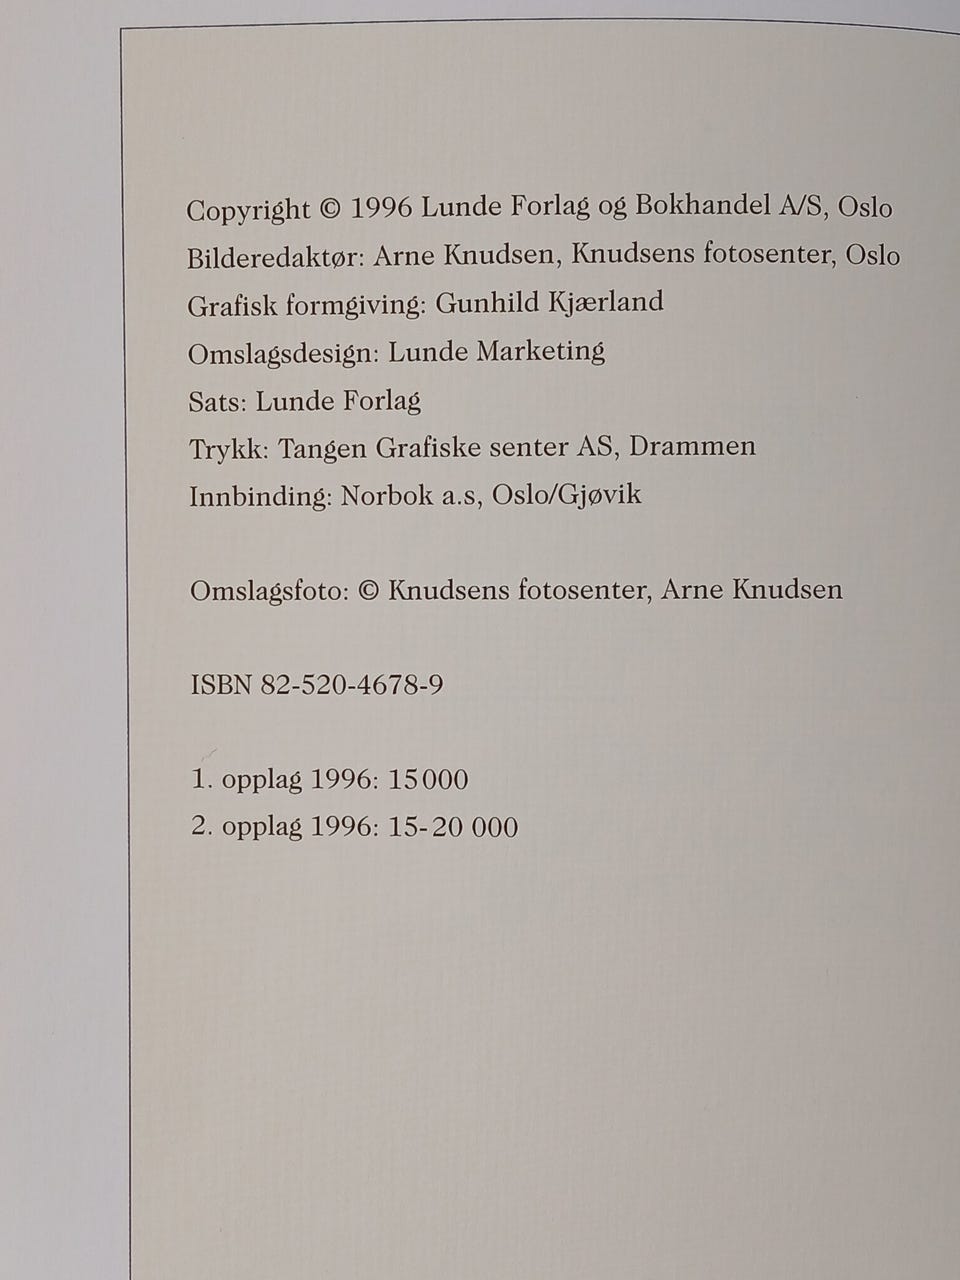 Copyright © 1996 Lunde Forlag og Bokhandel A/S, Oslo
Bilderedaktør: Arne Knudsen, Knudsens fotosenter, Oslo
Grafisk formgiving: Gunhild Kjærland
Omslagsdesign: Lunde Marketing
Sats: Lunde Forlag
Trykk: Tangen Grafiske senter AS, Drammen
Innbinding: Norbok a.s, Oslo/Gjøvik
Omslagsfoto: © Knudsens fotosenter, Arne Knudsen
ISBN 82-520-4678-9
1. opplag 1996: 15 000
2. opplag 1996: 15-20 000